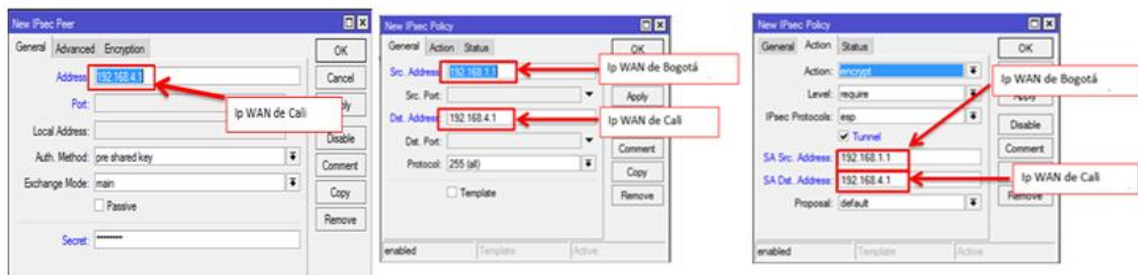 New IPsec Peer
General Advanced Encryption
Address: 192.168.4.1
Port:
Local Address:
Auth. Method: pre shared key
Exchange Mode: main
Passive
Secret: ********
OK
Cancel
Disable
Comment
Copy
Remove
Ip WAN de Cali
New IPsec Policy
General Action Status
Src. Address: 192.168.1.1
Src. Port:
Dst. Address: 192.168.4.1
Dst. Port:
Protocol: 255 (all)
Template
OK
Apply
Comment
Copy
Remove
enabled Template Active
Ip WAN de Bogotá
Ip WAN de Cali
New IPsec Policy
General Action Status
Action: encrypt
Level: require
IPsec Protocols: esp
Tunnel
SA Src. Address: 192.168.1.1
SA Dst. Address: 192.168.4.1
Proposal: default
OK
Apply
Disable
Comment
Remove
enabled Template Active
Ip WAN de Bogotá
Ip WAN de Cali